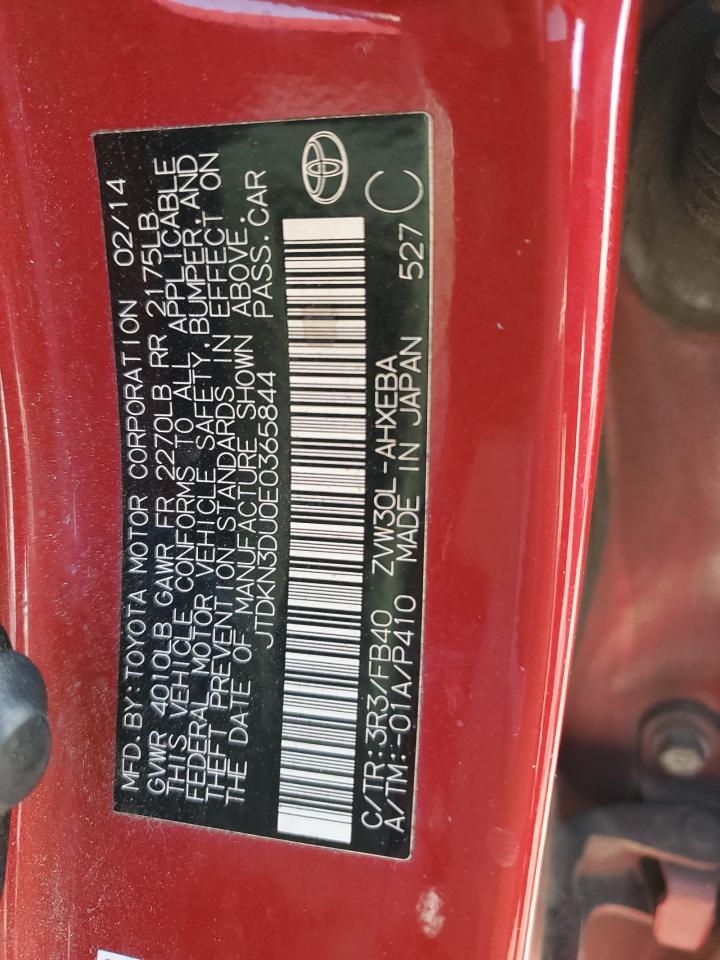 MFD. BY: TOYOTA MOTOR CORPORATION 02/14
GVWR 4010LB GAWR FR 2270LB RR 2175LB
THIS VEHICLE CONFORMS TO ALL APPLICABLE
FEDERAL MOTOR VEHICLE SAFETY, BUMPER, AND
THEFT PREVENTION STANDARDS IN EFFECT ON
THE DATE OF MANUFACTURE SHOWN ABOVE.
JTDKN3DU0E0365844 PASS. CAR
C/TR: 3R3/FB40 ZVW30L-AHXEBA
A/TM: -01A/P410 MADE IN JAPAN 527 C